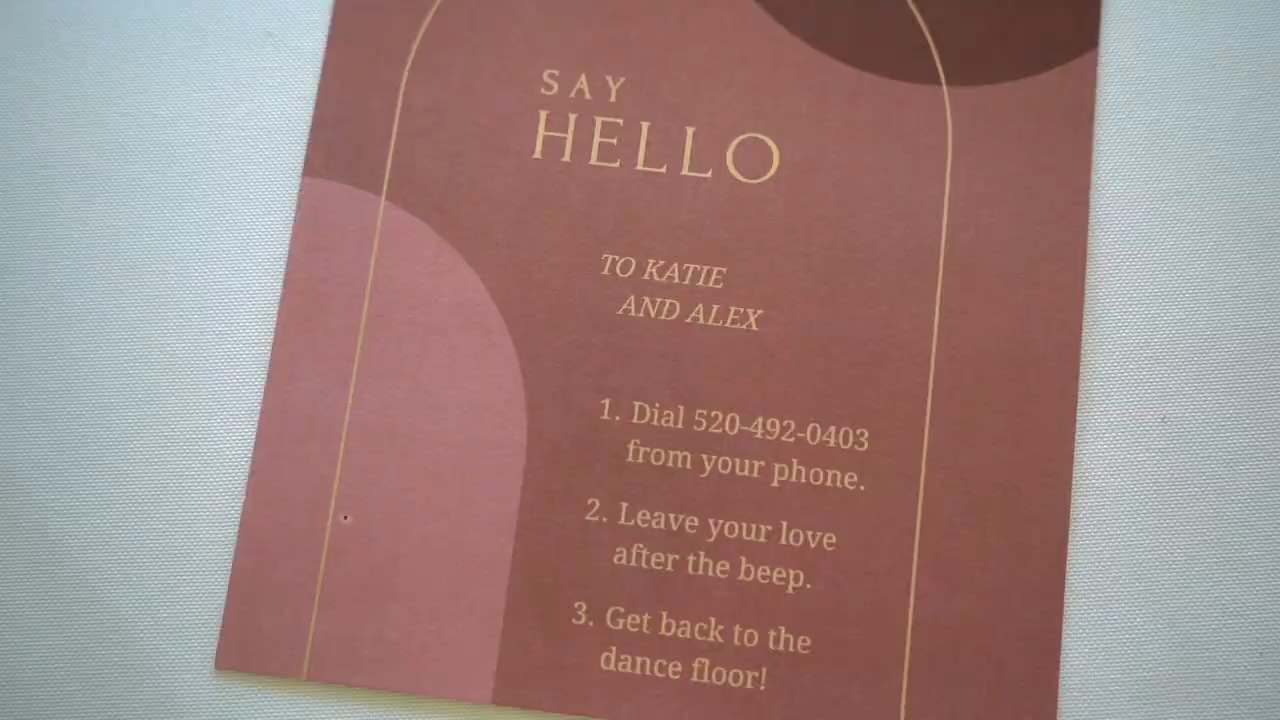 SAY
HELLO
TO KATIE
AND ALEX
1. Dial 520-492-0403
from your phone.
2. Leave your love
after the beep.
3. Get back to the
dance floor!